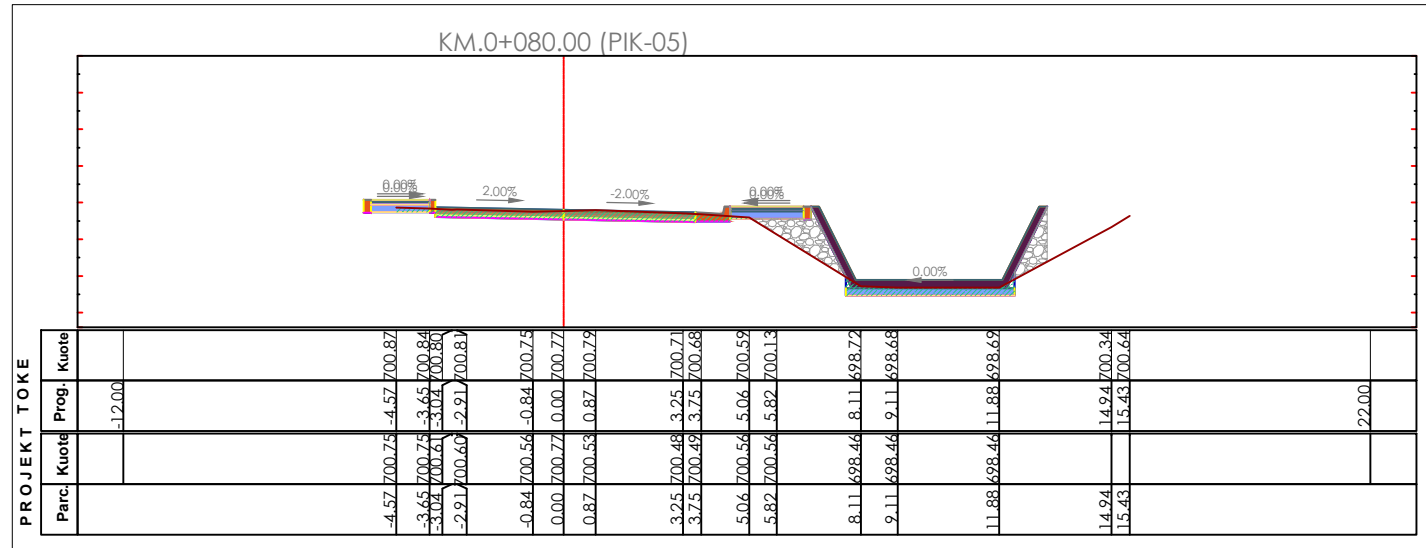 KM.0+080.00 (PIK-05)
0.00%
0.00%
2.00%
-2.00%
0.00%
0.00%
0.00%
PROJEKT TOKE
Kuote 700.87 700.84 700.80 700.81 700.75 700.77 700.79 700.71 700.68 700.59 700.13 698.72 698.68 698.69 700.34 700.64
Prog. -12.00 -4.57 -3.65 -3.04 -2.91 -0.84 0.00 0.87 3.25 3.75 5.06 5.82 8.11 9.11 11.88 14.94 15.43 22.00
Kuote 700.75 700.75 700.61 700.60 700.56 700.77 700.53 700.48 700.49 700.56 700.56 698.46 698.46 698.46
Parc. -4.57 -3.65 -3.04 -2.91 -0.84 0.00 0.87 3.25 3.75 5.06 5.82 8.11 9.11 11.88 14.94 15.43